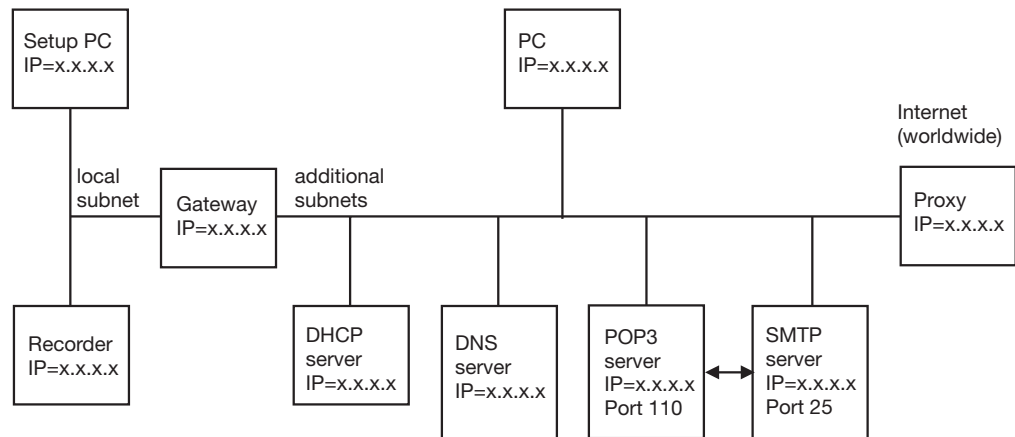 Setup PC
IP=x.x.x.x
PC
IP=x.x.x.x
Internet
(worldwide)
local
subnet
Gateway
IP=x.x.x.x
additional
subnets
Proxy
IP=x.x.x.x
Recorder
IP=x.x.x.x
DHCP
server
IP=x.x.x.x
DNS
server
IP=x.x.x.x
POP3
server
IP=x.x.x.x
Port 110
SMTP
server
IP=x.x.x.x
Port 25